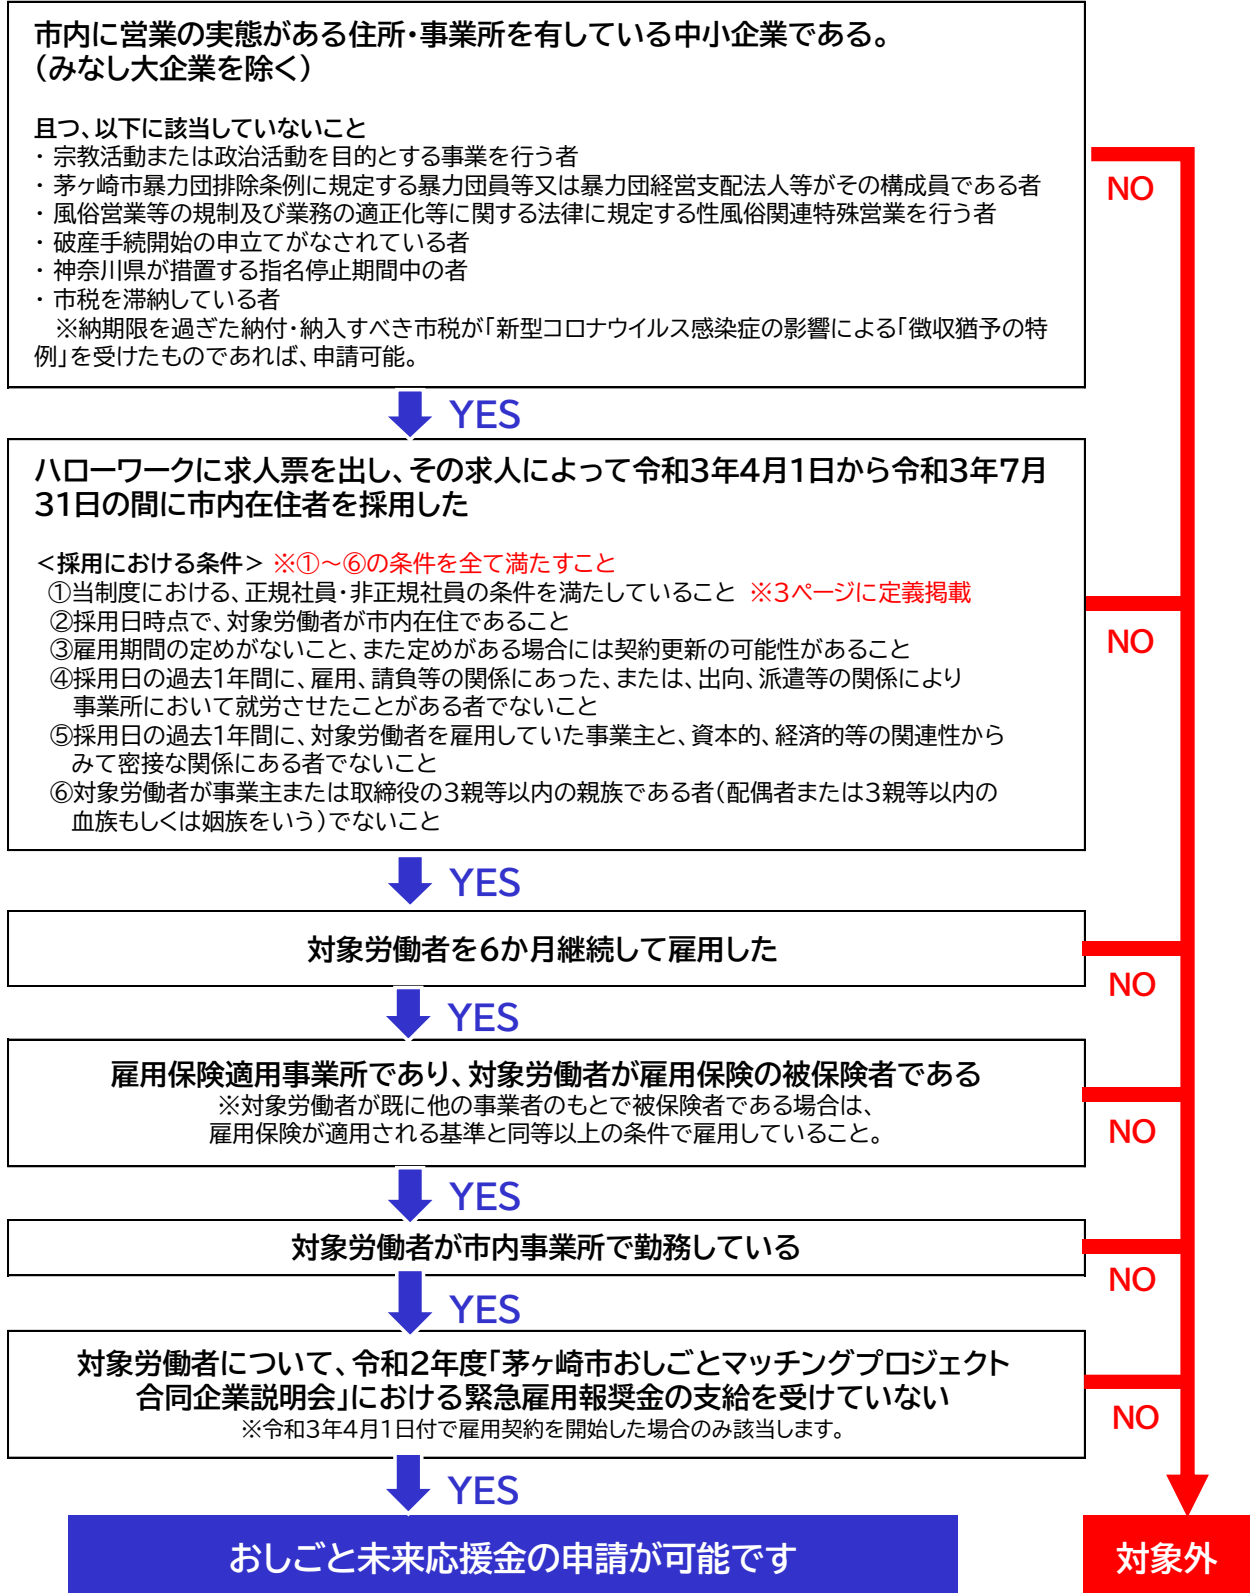 市内に営業の実態がある住所・事業所を有している中小企業である。
（みなし大企業を除く）
且つ、以下に該当していないこと
・宗教活動または政治活動を目的とする事業を行う者
・茅ヶ崎市暴力団排除条例に規定する暴力団員等又は暴力団経営支配法人等がその構成員である者
・風俗営業等の規制及び業務の適正化等に関する法律に規定する性風俗関連特殊営業を行う者
・破産手続開始の申立てがなされている者
・神奈川県が措置する指名停止期間中の者
・市税を滞納している者
※納期限を過ぎた納付・納入すべき市税が「新型コロナウイルス感染症の影響による「徴収猶予の特
例」を受けたものであれば、申請可能。
NO
YES
ハローワークに求人票を出し、その求人によって令和3年4月1日から令和3年7月
31日の間に市内在住者を採用した
＜採用における条件＞ ※①～⑥の条件を全て満たすこと
①当制度における、正規社員・非正規社員の条件を満たしていること ※3ページに定義掲載
②採用日時点で、対象労働者が市内在住であること
③雇用期間の定めがないこと、また定めがある場合には契約更新の可能性があること
④採用日の過去1年間に、雇用、請負等の関係にあった、または、出向、派遣等の関係により
事業所において就労させたことがある者でないこと
⑤採用日の過去1年間に、対象労働者を雇用していた事業主と、資本的、経済的等の関連性から
みて密接な関係にある者でないこと
⑥対象労働者が事業主または取締役の3親等以内の親族である者（配偶者または3親等以内の
血族もしくは姻族をいう）でないこと
NO
YES
対象労働者を6か月継続して雇用した
NO
YES
雇用保険適用事業所であり、対象労働者が雇用保険の被保険者である
※対象労働者が既に他の事業者のもとで被保険者である場合は、
雇用保険が適用される基準と同等以上の条件で雇用していること。
NO
YES
対象労働者が市内事業所で勤務している
NO
YES
対象労働者について、令和2年度「茅ヶ崎市おしごとマッチングプロジェクト
合同企業説明会」における緊急雇用報奨金の支給を受けていない
※令和3年4月1日付で雇用契約を開始した場合のみ該当します。
NO
YES
おしごと未来応援金の申請が可能です
対象外